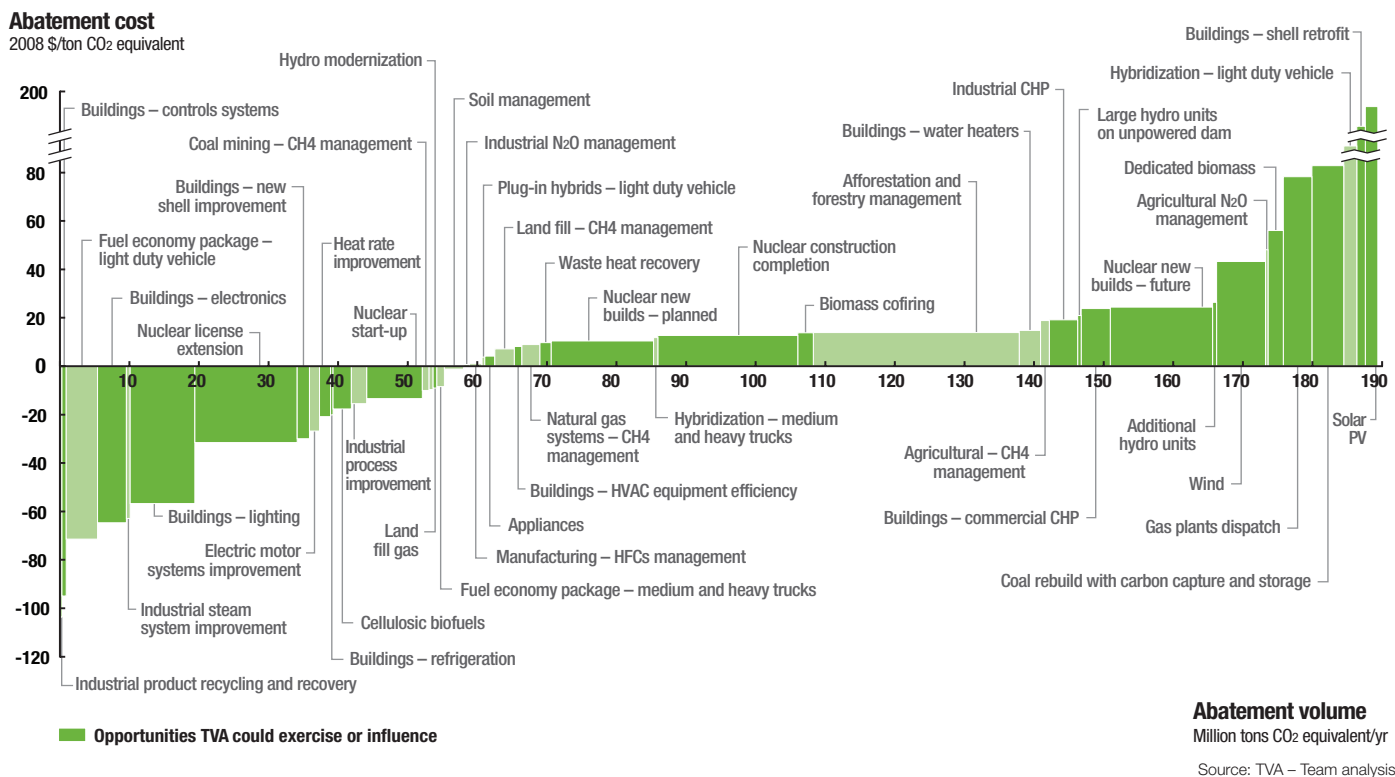 Abatement cost
2008 $/ton CO2 equivalent
200
80
60
40
20
0
-20
-40
-60
-80
-100
-120
10
20
30
40
50
60
70
80
90
100
110
120
130
140
150
160
170
180
190
Buildings – controls systems
Hydro modernization
Soil management
Coal mining – CH4 management
Industrial N2O management
Buildings – new
shell improvement
Plug-in hybrids – light duty vehicle
Fuel economy package –
light duty vehicle
Heat rate
improvement
Land fill – CH4 management
Waste heat recovery
Buildings – electronics
Nuclear license
extension
Nuclear
start-up
Nuclear new
builds – planned
Nuclear construction
completion
Biomass cofiring
Afforestation and
forestry management
Buildings – water heaters
Industrial CHP
Large hydro units
on unpowered dam
Hybridization – light duty vehicle
Buildings – shell retrofit
Dedicated biomass
Agricultural N2O
management
Nuclear new
builds – future
Buildings – lighting
Electric motor
systems improvement
Industrial steam
system improvement
Industrial product recycling and recovery
Industrial
process
improvement
Land
fill gas
Cellulosic biofuels
Buildings – refrigeration
Natural gas
systems – CH4
management
Hybridization – medium
and heavy trucks
Buildings – HVAC equipment efficiency
Appliances
Manufacturing – HFCs management
Fuel economy package – medium and heavy trucks
Agricultural – CH4
management
Buildings – commercial CHP
Additional
hydro units
Wind
Gas plants dispatch
Coal rebuild with carbon capture and storage
Solar
PV
Opportunities TVA could exercise or influence
Abatement volume
Million tons CO2 equivalent/yr
Source: TVA – Team analysis